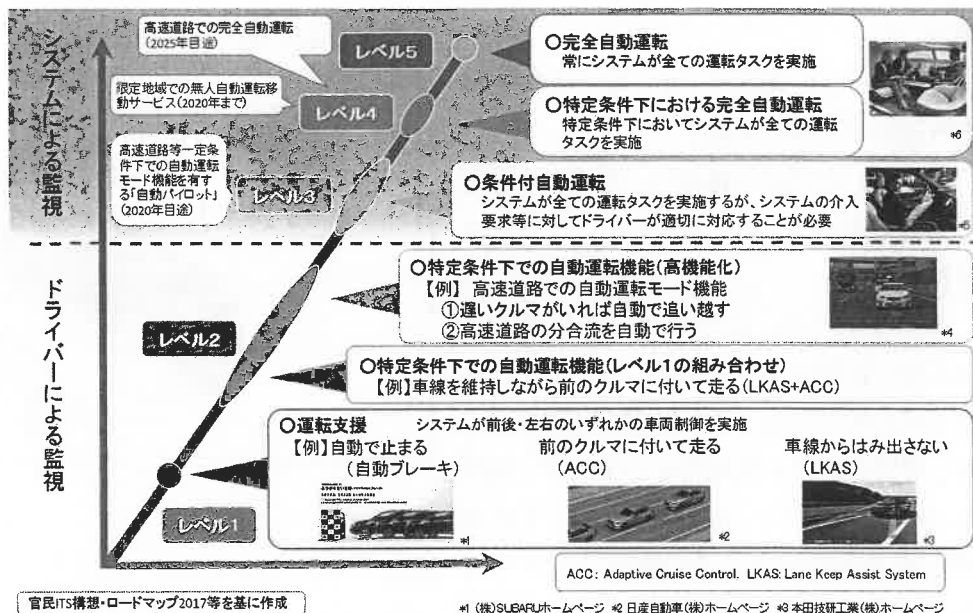 システムによる監視
ドライバーによる監視
高速道路での完全自動運転
(2025年目途)
限定地域での無人自動運転移
動サービス(2020年まで)
高速道路等一定条
件下での自動運転
モード機能を有す
る「自動パイロット」
(2020年目途)
レベル5
レベル4
レベル3
レベル2
レベル1
○完全自動運転
常にシステムが全ての運転タスクを実施
○特定条件下における完全自動運転
特定条件下においてシステムが全ての運転
タスクを実施
*6
○条件付自動運転
システムが全ての運転タスクを実施するが、システムの介入
要求等に対してドライバーが適切に対応することが必要
*5
○特定条件下での自動運転機能(高機能化)
【例】 高速道路での自動運転モード機能
①遅いクルマがいれば自動で追い越す
②高速道路の分合流を自動で行う
*4
○特定条件下での自動運転機能(レベル1の組み合わせ)
【例】車線を維持しながら前のクルマに付いて走る(LKAS+ACC)
○運転支援 システムが前後・左右のいずれかの車両制御を実施
【例】自動で止まる
(自動ブレーキ)
*1
前のクルマに付いて走る
(ACC)
*2
車線からはみ出さない
(LKAS)
*3
ACC: Adaptive Cruise Control, LKAS: Lane Keep Assist System
官民ITS構想・ロードマップ2017等を基に作成
*1 (株)SUBARUホームページ *2 日産自動車(株)ホームページ *3 本田技研工業(株)ホームページ